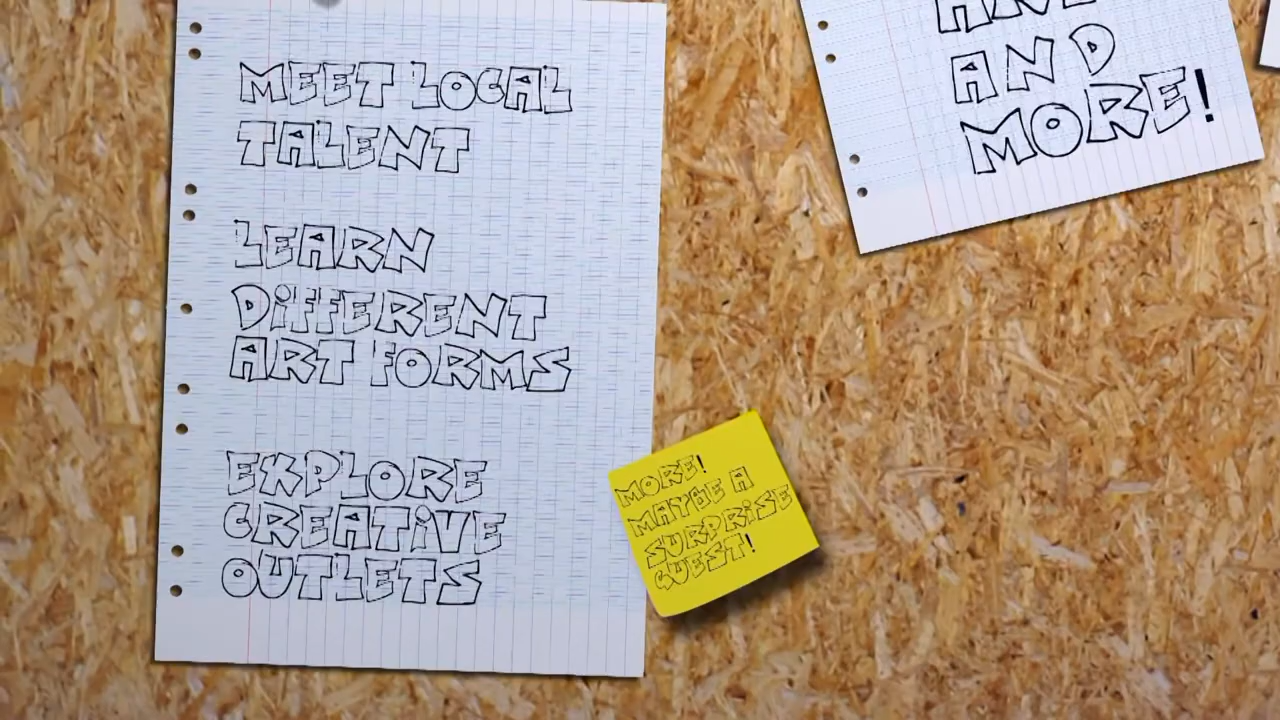 MEET LOCAL
TALENT
LEARN
DiFFERENT
ART FORMS
EXPLORE
CREATiVE
OUTLETS
MORE!
MAYBE A
SURPRiSE
GUEST!
AND
MORE!